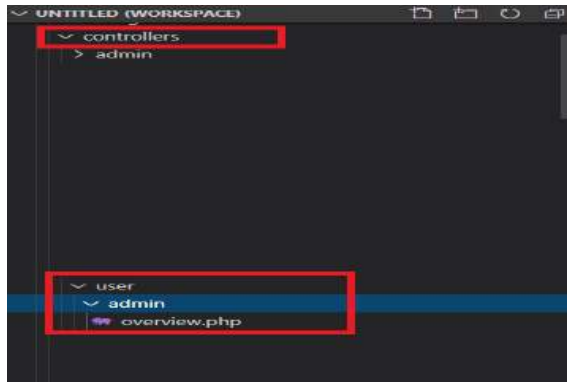 UNTITLED (WORKSPACE)
controllers
admin
user
admin
overview.php